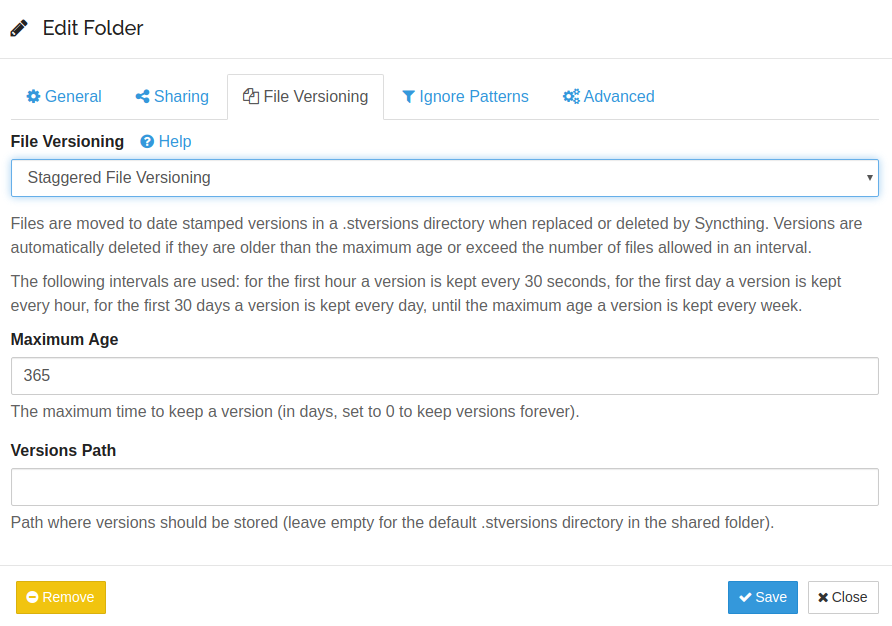 Edit Folder
General Sharing File Versioning Ignore Patterns Advanced
File Versioning Help
Staggered File Versioning
Files are moved to date stamped versions in a .stversions directory when replaced or deleted by Syncthing. Versions are
automatically deleted if they are older than the maximum age or exceed the number of files allowed in an interval.
The following intervals are used: for the first hour a version is kept every 30 seconds, for the first day a version is kept
every hour, for the first 30 days a version is kept every day, until the maximum age a version is kept every week.
Maximum Age
365
The maximum time to keep a version (in days, set to 0 to keep versions forever).
Versions Path
Path where versions should be stored (leave empty for the default .stversions directory in the shared folder).
Remove Save Close